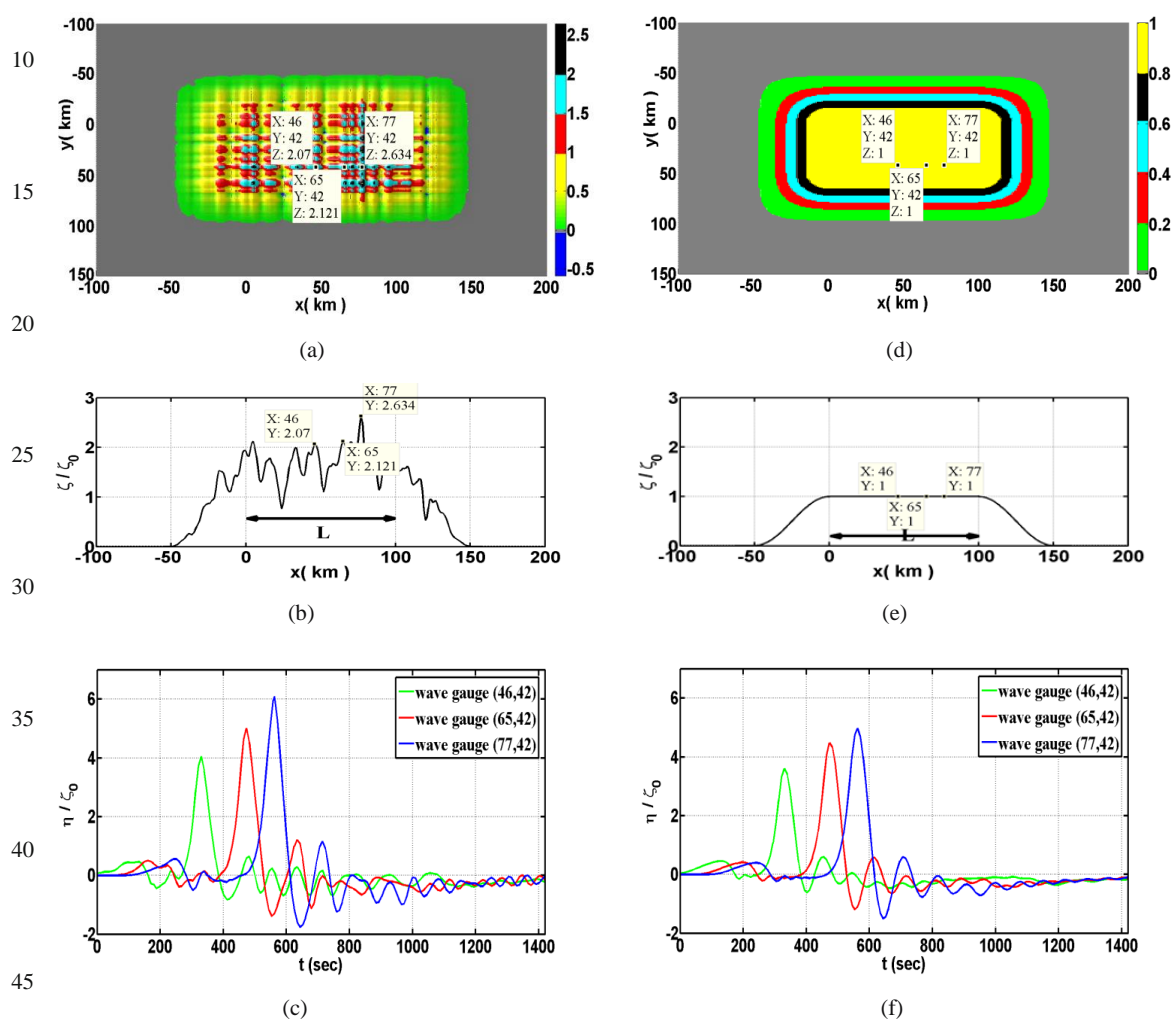 10
15
20
25
30
35
40
45
-100
-50
0
50
100
150
y( km)
X: 46
Y: 42
Z: 2.07
X: 77
Y: 42
Z: 2.634
X: 65
Y: 42
Z: 2.121
2.5
2
1.5
1
0.5
0
-0.5
-100 -50 0 50 100 150 200
x( km )
(a)
-100
-50
0
50
100
150
y( km)
X: 46
Y: 42
Z: 1
X: 77
Y: 42
Z: 1
X: 65
Y: 42
Z: 1
1
0.8
0.6
0.4
0.2
0
-100 -50 0 50 100 150 200
x( km )
(d)
3
2
1
0
ζ / ζ0
X: 77
Y: 2.634
X: 46
Y: 2.07
X: 65
Y: 2.121
L
-100 -50 0 50 100 150 200
x( km )
(b)
3
2
1
0
ζ / ζ0
X: 46
Y: 1
X: 77
Y: 1
X: 65
Y: 1
L
-100 -50 0 50 100 150 200
x( km )
(e)
6
4
2
0
-2
η / ζ0
wave gauge (46,42)
wave gauge (65,42)
wave gauge (77,42)
0 200 400 600 800 1000 1200 1400
t (sec)
(c)
6
4
2
0
-2
η / ζ0
wave gauge (46,42)
wave gauge (65,42)
wave gauge (77,42)
0 200 400 600 800 1000 1200 1400
t (sec)
(f)